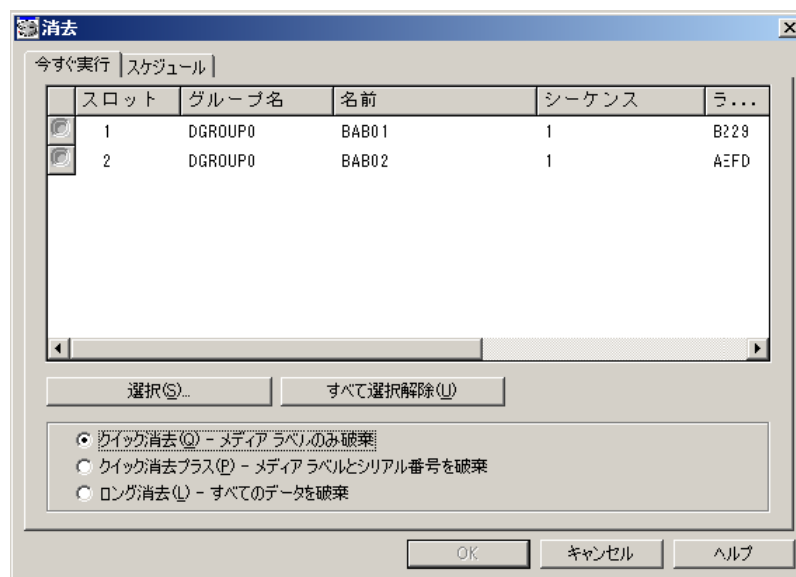 消去
今すぐ実行 スケジュール
スロット グループ名 名前 シーケンス ラ...
1 DGROUP0 BAB01 1 B229
2 DGROUP0 BAB02 1 AEFD
選択(S)... すべて選択解除(U)
クイック消去(Q) - メディア ラベルのみ破棄
クイック消去プラス(P) - メディア ラベルとシリアル番号を破棄
ロング消去(L) - すべてのデータを破棄
OK キャンセル ヘルプ